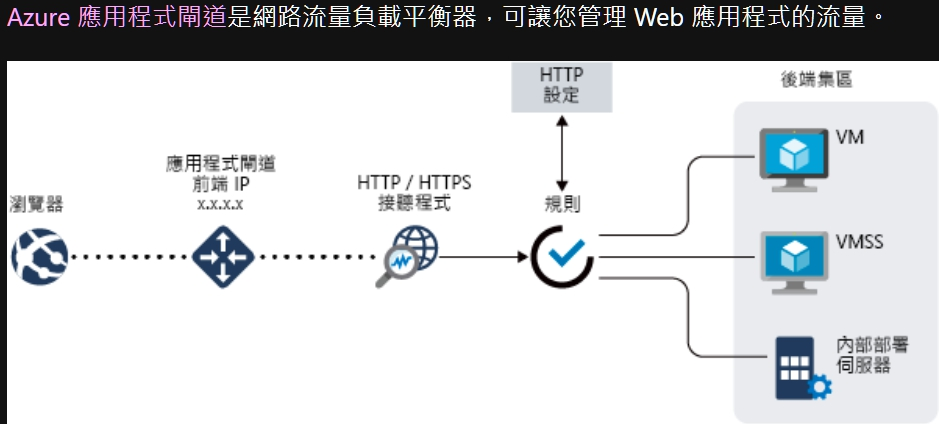 Azure 應用程式閘道是網路流量負載平衡器，可讓您管理 Web 應用程式的流量。
HTTP
設定
後端集區
瀏覽器
應用程式閘道
前端 IP
x.x.x.x
HTTP / HTTPS
接聽程式
規則
VM
VMSS
內部部署
伺服器